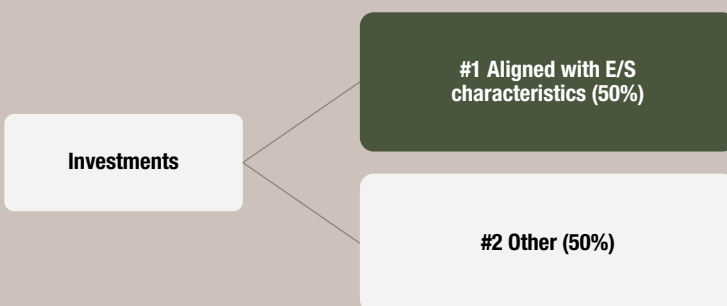 Investments
#1 Aligned with E/S
characteristics (50%)
#2 Other (50%)